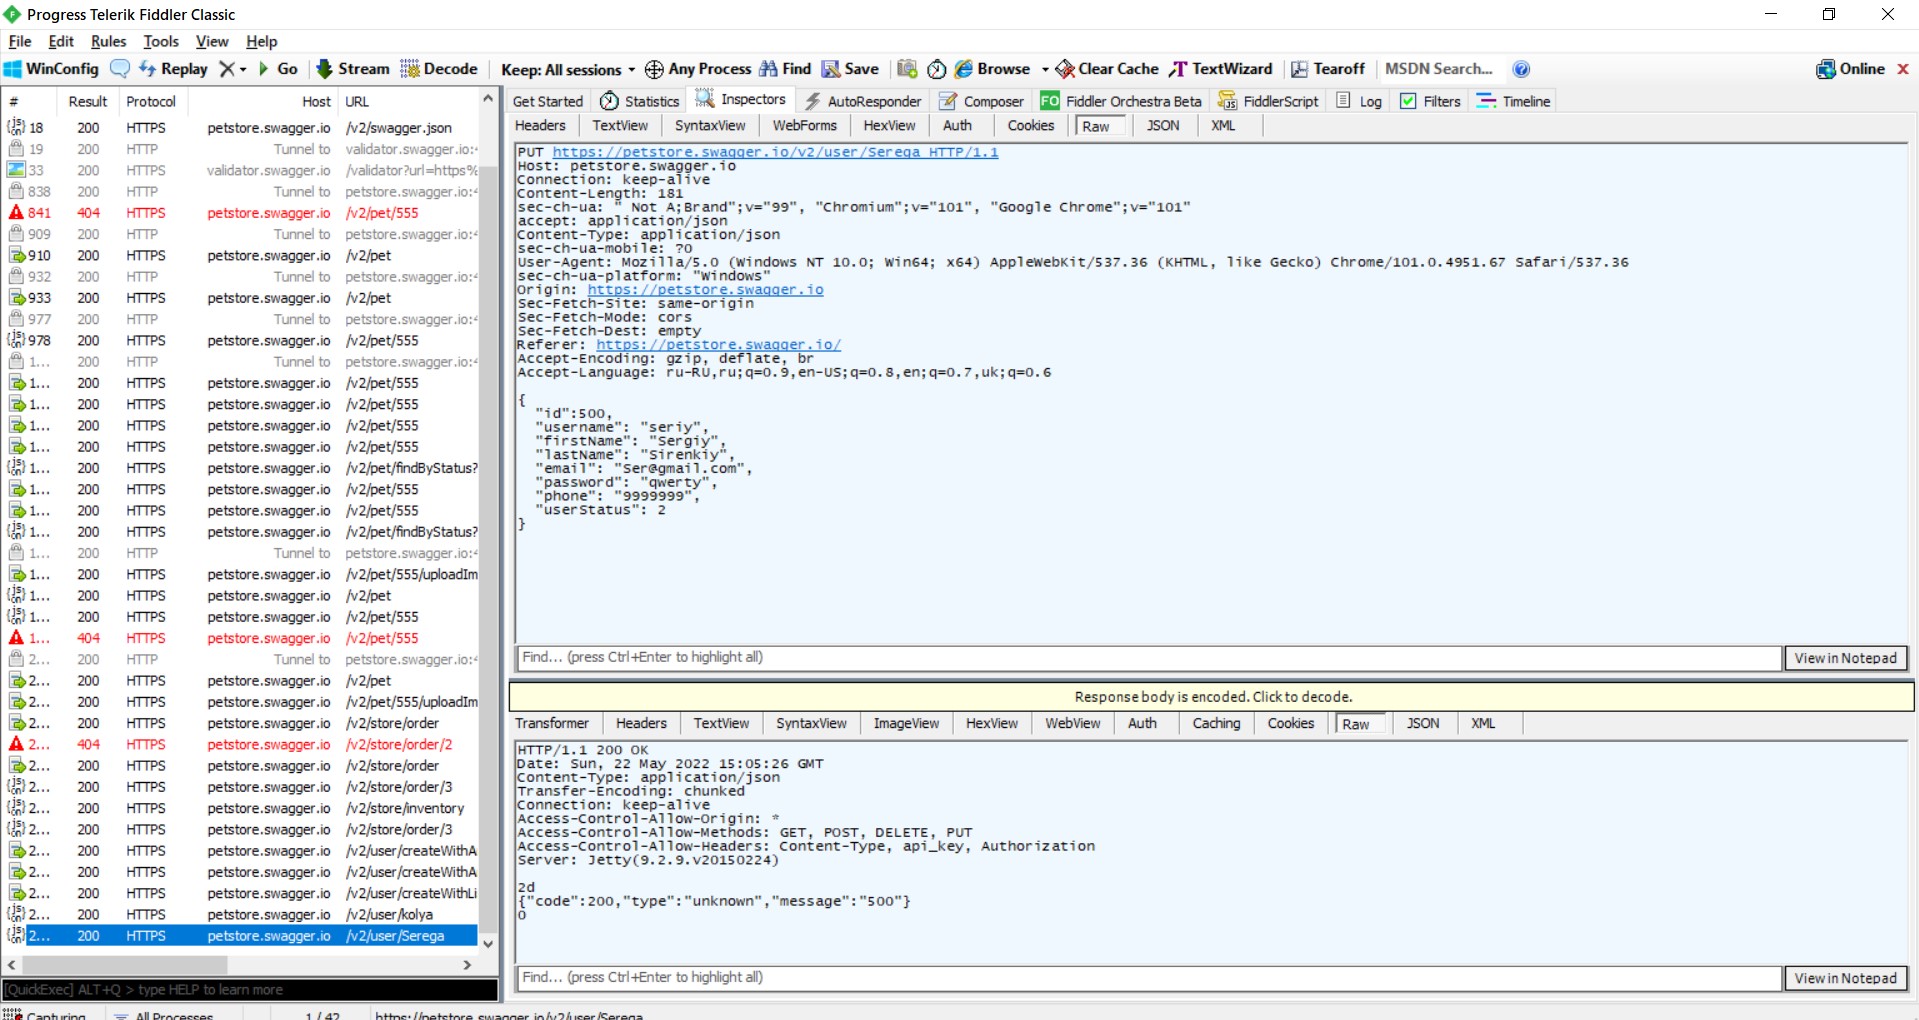 Progress Telerik Fiddler Classic
File Edit Rules Tools View Help
WinConfig Replay Go Stream Decode Keep: All sessions Any Process Find Save Browse Clear Cache TextWizard Tearoff MSDN Search... Online
# Result Protocol Host URL
18 200 HTTPS petstore.swagger.io /v2/swagger.json
19 200 HTTP Tunnel to validator.swagger.io:
33 200 HTTPS validator.swagger.io /validator?url=https%
838 200 HTTP Tunnel to petstore.swagger.io:
841 404 HTTPS petstore.swagger.io /v2/pet/555
909 200 HTTP Tunnel to petstore.swagger.io:
910 200 HTTPS petstore.swagger.io /v2/pet
932 200 HTTP Tunnel to petstore.swagger.io:
933 200 HTTPS petstore.swagger.io /v2/pet
977 200 HTTP Tunnel to petstore.swagger.io:
978 200 HTTPS petstore.swagger.io /v2/pet/555
1... 200 HTTP Tunnel to petstore.swagger.io:
1... 200 HTTPS petstore.swagger.io /v2/pet/555
1... 200 HTTPS petstore.swagger.io /v2/pet/555
1... 200 HTTPS petstore.swagger.io /v2/pet/555
1... 200 HTTPS petstore.swagger.io /v2/pet/555
1... 200 HTTPS petstore.swagger.io /v2/pet/findByStatus?
1... 200 HTTPS petstore.swagger.io /v2/pet/555
1... 200 HTTPS petstore.swagger.io /v2/pet/555
1... 200 HTTPS petstore.swagger.io /v2/pet/findByStatus?
1... 200 HTTP Tunnel to petstore.swagger.io:
1... 200 HTTPS petstore.swagger.io /v2/pet/555/uploadIm
1... 200 HTTPS petstore.swagger.io /v2/pet
1... 200 HTTPS petstore.swagger.io /v2/pet/555
1... 404 HTTPS petstore.swagger.io /v2/pet/555
2... 200 HTTP Tunnel to petstore.swagger.io:
2... 200 HTTPS petstore.swagger.io /v2/pet
2... 200 HTTPS petstore.swagger.io /v2/pet/555/uploadIm
2... 200 HTTPS petstore.swagger.io /v2/store/order
2... 404 HTTPS petstore.swagger.io /v2/store/order/2
2... 200 HTTPS petstore.swagger.io /v2/store/order
2... 200 HTTPS petstore.swagger.io /v2/store/order/3
2... 200 HTTPS petstore.swagger.io /v2/store/inventory
2... 200 HTTPS petstore.swagger.io /v2/store/order/3
2... 200 HTTPS petstore.swagger.io /v2/user/createWithA
2... 200 HTTPS petstore.swagger.io /v2/user/createWithA
2... 200 HTTPS petstore.swagger.io /v2/user/createWithLi
2... 200 HTTPS petstore.swagger.io /v2/user/kolya
2... 200 HTTPS petstore.swagger.io /v2/user/Serega
[QuickExec] ALT+Q > type HELP to learn more
Get Started Statistics Inspectors AutoResponder Composer FO Fiddler Orchestra Beta FiddlerScript Log Filters Timeline
Headers TextView SyntaxView WebForms HexView Auth Cookies Raw JSON XML
PUT https://petstore.swagger.io/v2/user/Serega HTTP/1.1
Host: petstore.swagger.io
Connection: keep-alive
Content-Length: 181
sec-ch-ua: " Not A;Brand";v="99", "Chromium";v="101", "Google Chrome";v="101"
accept: application/json
Content-Type: application/json
sec-ch-ua-mobile: ?0
User-Agent: Mozilla/5.0 (Windows NT 10.0; Win64; x64) AppleWebKit/537.36 (KHTML, like Gecko) Chrome/101.0.4951.67 Safari/537.36
sec-ch-ua-platform: "Windows"
Origin: https://petstore.swagger.io
Sec-Fetch-Site: same-origin
Sec-Fetch-Mode: cors
Sec-Fetch-Dest: empty
Referer: https://petstore.swagger.io/
Accept-Encoding: gzip, deflate, br
Accept-Language: ru-RU,ru;q=0.9,en-US;q=0.8,en;q=0.7,uk;q=0.6
{
"id":500,
"username": "seriy",
"firstName": "Sergiy",
"lastName": "Sirenkiy",
"email": "Ser@gmail.com",
"password": "qwerty",
"phone": "9999999",
"userStatus": 2
}
Find... (press Ctrl+Enter to highlight all) View in Notepad
Response body is encoded. Click to decode.
Transformer Headers TextView SyntaxView ImageView HexView WebView Auth Caching Cookies Raw JSON XML
HTTP/1.1 200 OK
Date: Sun, 22 May 2022 15:05:26 GMT
Content-Type: application/json
Transfer-Encoding: chunked
Connection: keep-alive
Access-Control-Allow-Origin: *
Access-Control-Allow-Methods: GET, POST, DELETE, PUT
Access-Control-Allow-Headers: Content-Type, api_key, Authorization
Server: Jetty(9.2.9.v20150224)
2d
{"code":200,"type":"unknown","message":"500"}
0
Find... (press Ctrl+Enter to highlight all) View in Notepad
Capturing All Processes 1 / 42 https://petstore.swagger.io/v2/user/Serega